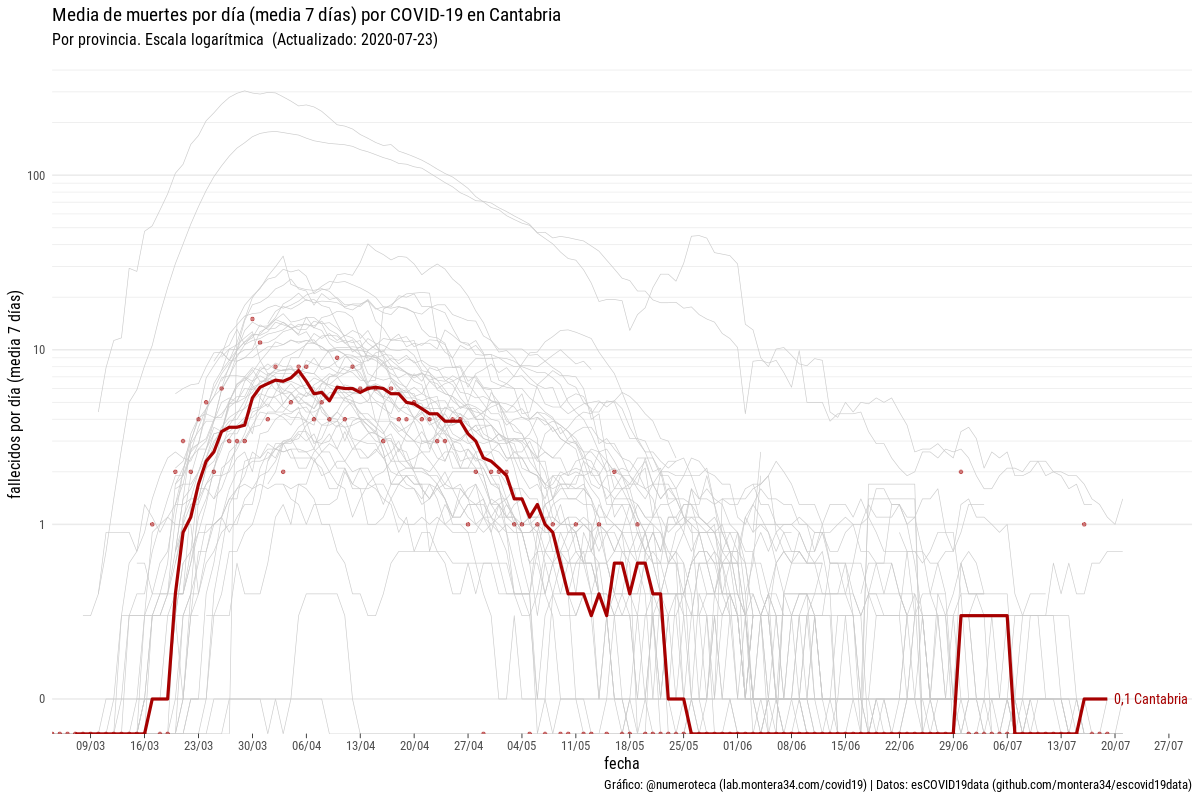 Media de muertes por día (media 7 días) por COVID-19 en Cantabria
Por provincia. Escala logarítmica (Actualizado: 2020-07-23)
fallecidos por día (media 7 días)
100
10
1
0
0,1 Cantabria
09/03 16/03 23/03 30/03 06/04 13/04 20/04 27/04 04/05 11/05 18/05 25/05 01/06 08/06 15/06 22/06 29/06 06/07 13/07 20/07 27/07
fecha
Gráfico: @numeroteca (lab.montera34.com/covid19) | Datos: esCOVID19data (github.com/montera34/escovid19data)